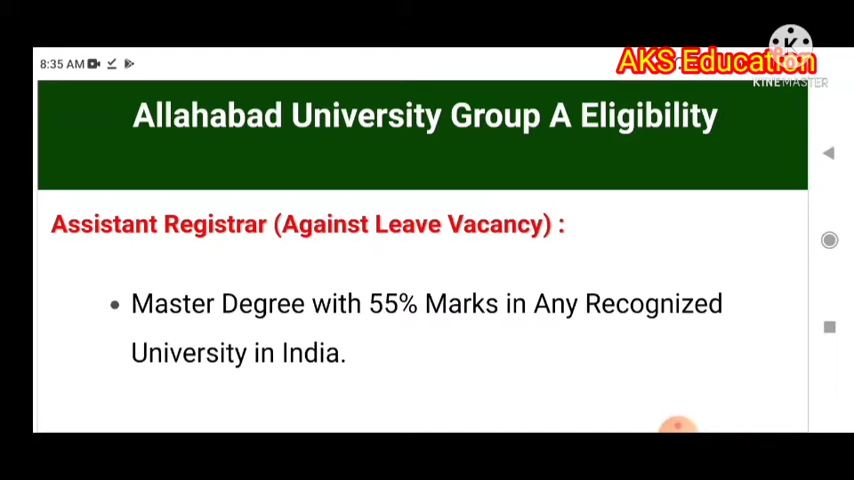 8:35 AM
AKS Education
KINEMASTER
Allahabad University Group A Eligibility
Assistant Registrar (Against Leave Vacancy) :
• Master Degree with 55% Marks in Any Recognized
University in India.